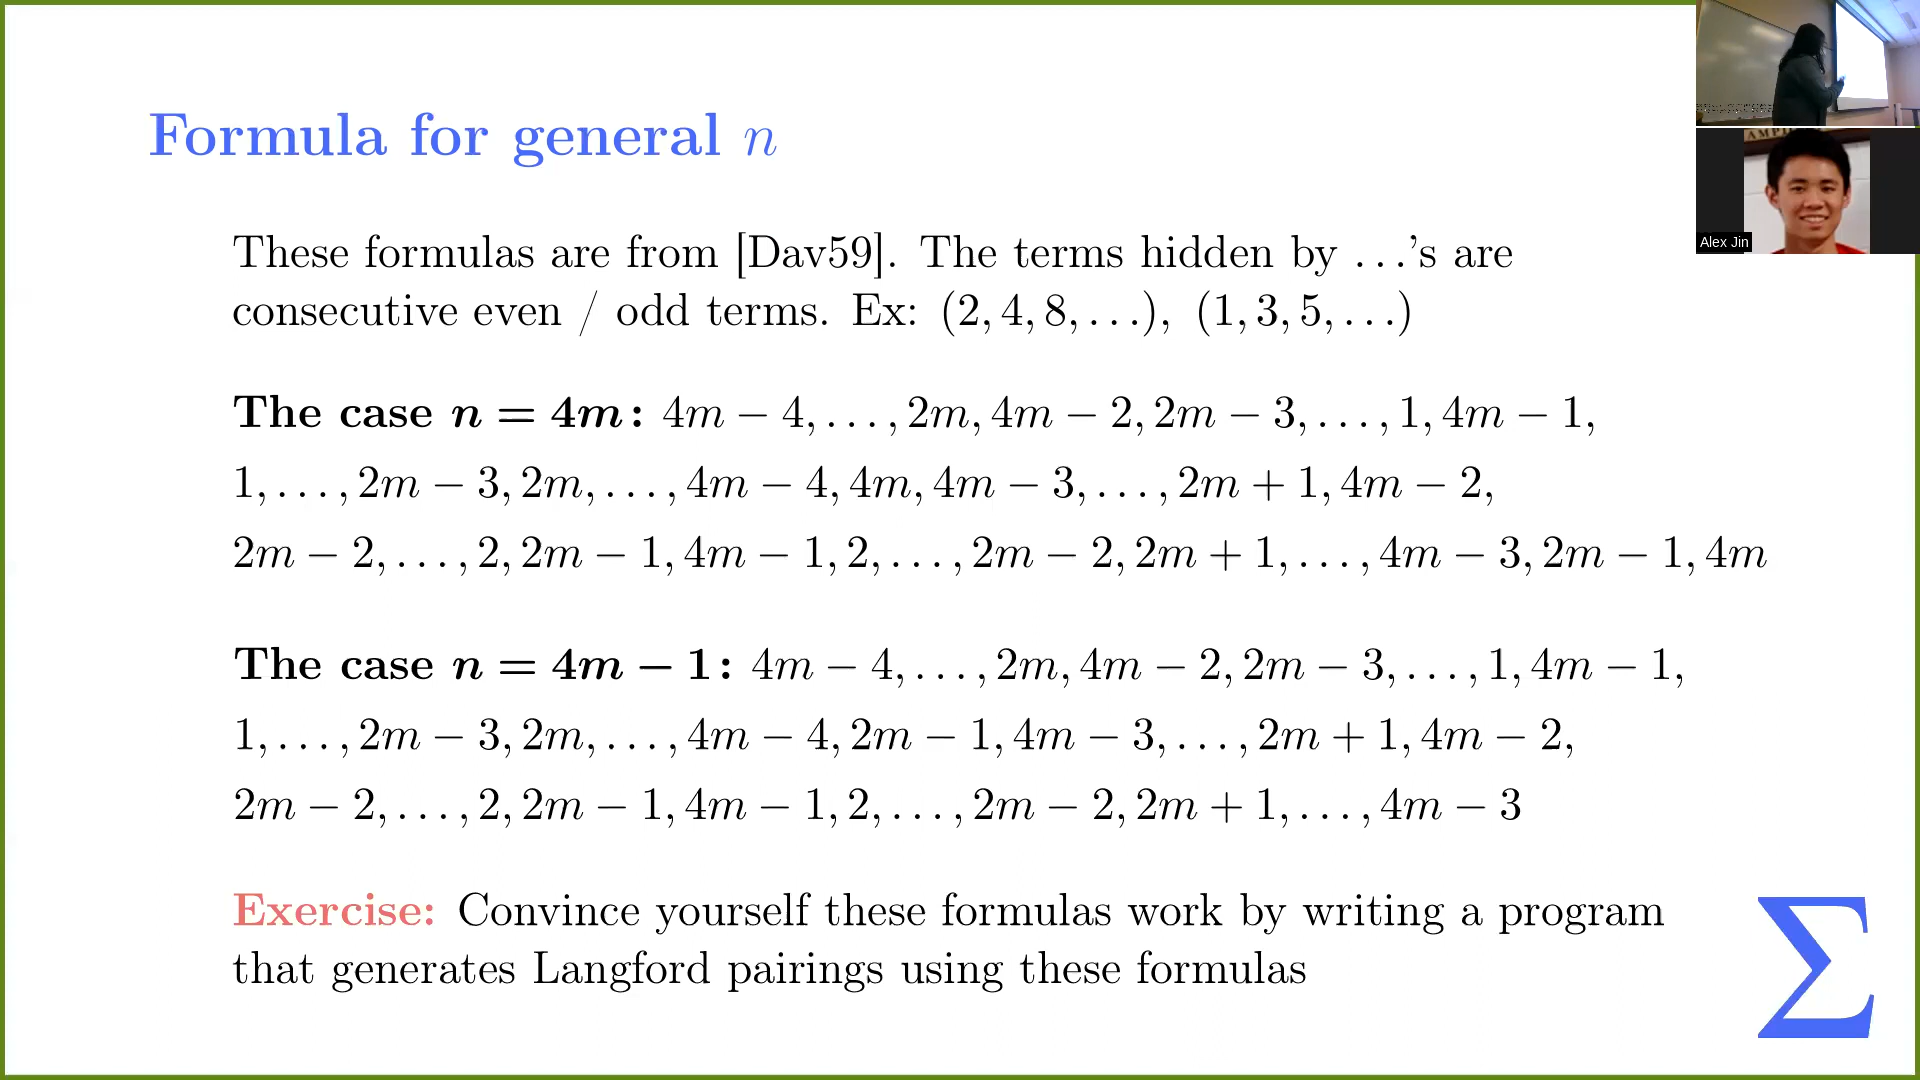 Formula for general n
These formulas are from [Dav59]. The terms hidden by . . .'s are
consecutive even / odd terms. Ex: (2, 4, 8, . . .), (1, 3, 5, . . .)
The case n = 4m: 4m − 4, . . . , 2m, 4m − 2, 2m − 3, . . . , 1, 4m − 1,
1, . . . , 2m − 3, 2m, . . . , 4m − 4, 4m, 4m − 3, . . . , 2m + 1, 4m − 2,
2m − 2, . . . , 2, 2m − 1, 4m − 1, 2, . . . , 2m − 2, 2m + 1, . . . , 4m − 3, 2m − 1, 4m
The case n = 4m − 1: 4m − 4, . . . , 2m, 4m − 2, 2m − 3, . . . , 1, 4m − 1,
1, . . . , 2m − 3, 2m, . . . , 4m − 4, 2m − 1, 4m − 3, . . . , 2m + 1, 4m − 2,
2m − 2, . . . , 2, 2m − 1, 4m − 1, 2, . . . , 2m − 2, 2m + 1, . . . , 4m − 3
Exercise: Convince yourself these formulas work by writing a program
that generates Langford pairings using these formulas
Σ
AMPI
Alex Jin